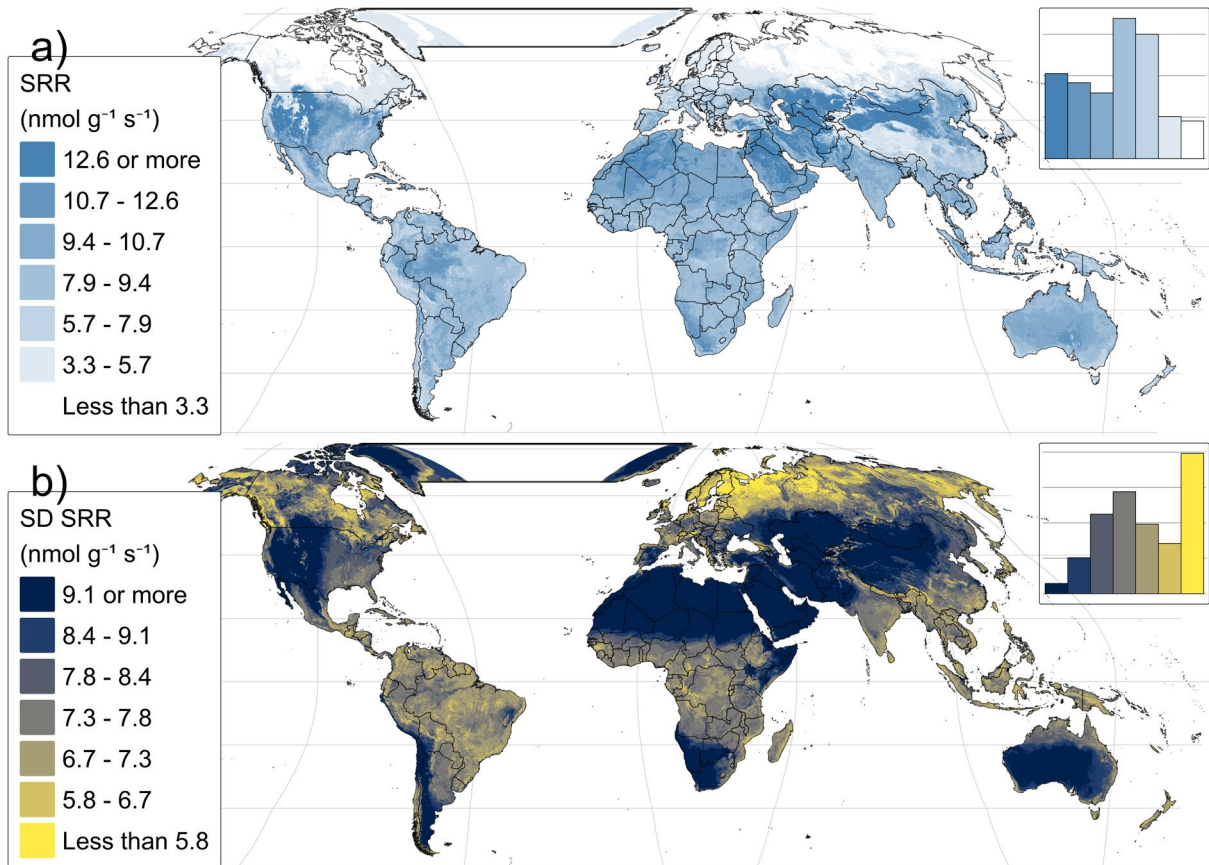 a)
SRR
(nmol g⁻¹ s⁻¹)
12.6 or more
10.7 - 12.6
9.4 - 10.7
7.9 - 9.4
5.7 - 7.9
3.3 - 5.7
Less than 3.3
b)
SD SRR
(nmol g⁻¹ s⁻¹)
9.1 or more
8.4 - 9.1
7.8 - 8.4
7.3 - 7.8
6.7 - 7.3
5.8 - 6.7
Less than 5.8